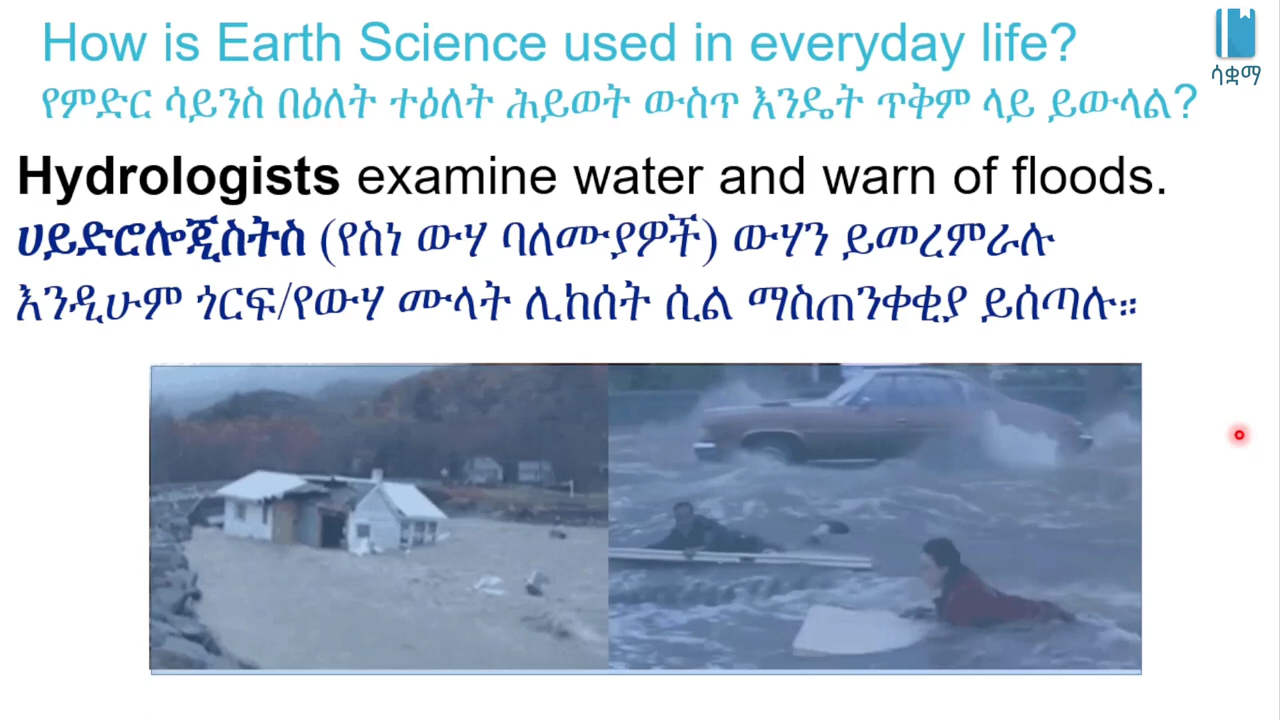 How is Earth Science used in everyday life?
የምድር ሳይንስ በዕለት ተዕለት ሕይወት ውስጥ እንዴት ጥቅም ላይ ይውላል?
ሳቋማ
Hydrologists examine water and warn of floods.
ሀይድሮሎጂስትስ (የስነ ውሃ ባለሙያዎች) ውሃን ይመረምራሉ
እንዲሁም ጎርፍ/የውሃ ሙላት ሊከሰት ሲል ማስጠንቀቂያ ይሰጣሉ።